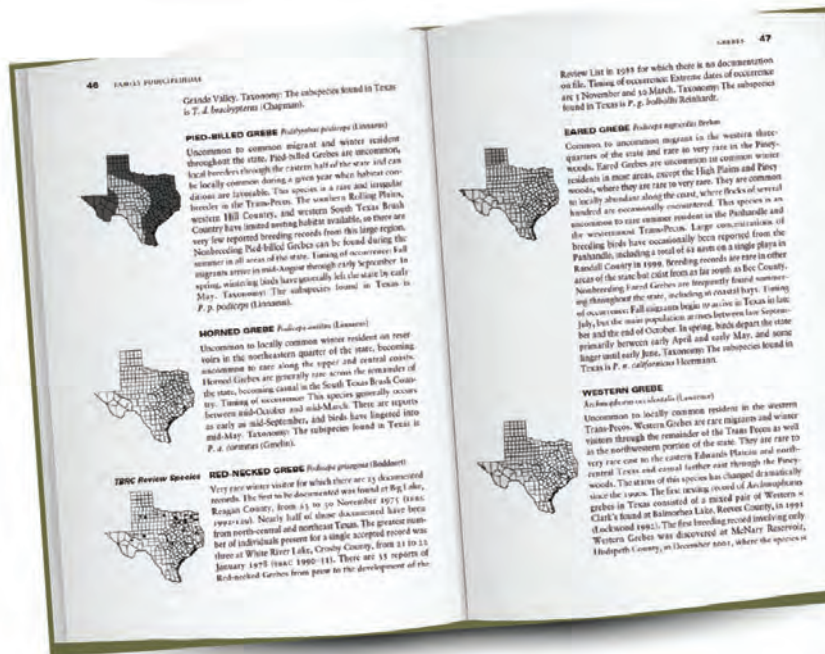 46 FAMILY PODICIPEDIDAE
Grande Valley. Taxonomy: The subspecies found in Texas
is T. d. brachypterus (Chapman).
PIED-BILLED GREBE Podilymbus podiceps (Linnaeus)
Uncommon to common migrant and winter resident
throughout the state. Pied-billed Grebes are uncommon,
local breeders through the eastern half of the state and can
be locally common during a given year when habitat con-
ditions are favorable. This species is a rare and irregular
breeder in the Trans-Pecos. The southern Rolling Plains,
western Hill Country, and western South Texas Brush
Country have limited nesting habitat available, so there are
very few reported breeding records from this large region.
Nonbreeding Pied-billed Grebes can be found during the
summer in all areas of the state. Timing of occurrence: Fall
migrants arrive in mid-August through early September. In
spring, wintering birds have generally left the state by early
May. Taxonomy: The subspecies found in Texas is
P. p. podiceps (Linnaeus).
HORNED GREBE Podiceps auritus (Linnaeus)
Uncommon to locally common winter resident on reser-
voirs in the northeastern quarter of the state, becoming
uncommon to rare along the upper and central coasts.
Horned Grebes are generally rare across the remainder of
the state, becoming casual in the South Texas Brush Coun-
try. Timing of occurrence: This species generally occurs
between mid-October and mid-March. There are reports
as early as mid-September, and birds have lingered into
mid-May. Taxonomy: The subspecies found in Texas is
P. a. cornutus (Gmelin).
TBRC Review Species
RED-NECKED GREBE Podiceps grisegena (Boddaert)
Very rare winter visitor for which there are 23 documented
records. The first to be documented was found at Big Lake,
Reagan County, from 23 to 30 November 1975 (TBRC
Nearly half of those documented have been
from north-central and northeast Texas. The greatest num-
ber of individuals present for a single accepted record was
three at White River Lake, Crosby County, from 21 to 22
January 1978 (TBRC There are 35 reports of
Red-necked Grebes from prior to the development of the
GREBES 47
Review List in 1988 for which there is no documentation
on file. Timing of occurrence: Extreme dates of occurrence
are 3 November and 30 March. Taxonomy: The subspecies
found in Texas is P. g. holbollii Reinhardt.
EARED GREBE Podiceps nigricollis Brehm
Common to uncommon migrant in the western three-
quarters of the state and rare to very rare in the Piney-
woods. Eared Grebes are uncommon to common winter
residents in most areas, except the High Plains and Piney-
woods, where they are rare to very rare. They are common
to locally abundant along the coast, where flocks of several
hundred are occasionally encountered. This species is an
uncommon to rare summer resident in the Panhandle and
the westernmost Trans-Pecos. Large concentrations of
breeding birds have occasionally been reported from the
Panhandle, including a total of 62 nests on a single playa in
Randall County in 1999. Breeding records are rare in other
areas of the state but exist from as far south as Bee County.
Nonbreeding Eared Grebes are frequently found summer-
ing throughout the state, including in coastal bays. Timing
of occurrence: Fall migrants begin to arrive in Texas in late
July, but the main population arrives between late Septem-
ber and the end of October. In spring, birds depart the state
primarily between early April and early May, and some
linger until early June. Taxonomy: The subspecies found in
Texas is P. n. californicus Heermann.
WESTERN GREBE
Aechmophorus occidentalis (Lawrence)
Uncommon to locally common resident in the western
Trans-Pecos. Western Grebes are rare migrants and winter
visitors through the remainder of the Trans-Pecos as well
as the northwestern portion of the state. They are rare to
very rare east to the eastern Edwards Plateau and north-
central Texas and casual farther east through the Piney-
woods. The status of this species has changed dramatically
since the 1990s. The first nesting record of Aechmophorus
grebes in Texas consisted of a mixed pair of Western ×
Clark's found at Balmorhea Lake, Reeves County, in 1991
(Lockwood 1992). The first breeding record involving only
Western Grebes was discovered at McNary Reservoir,
Hudspeth County, in December 2001, where the species is